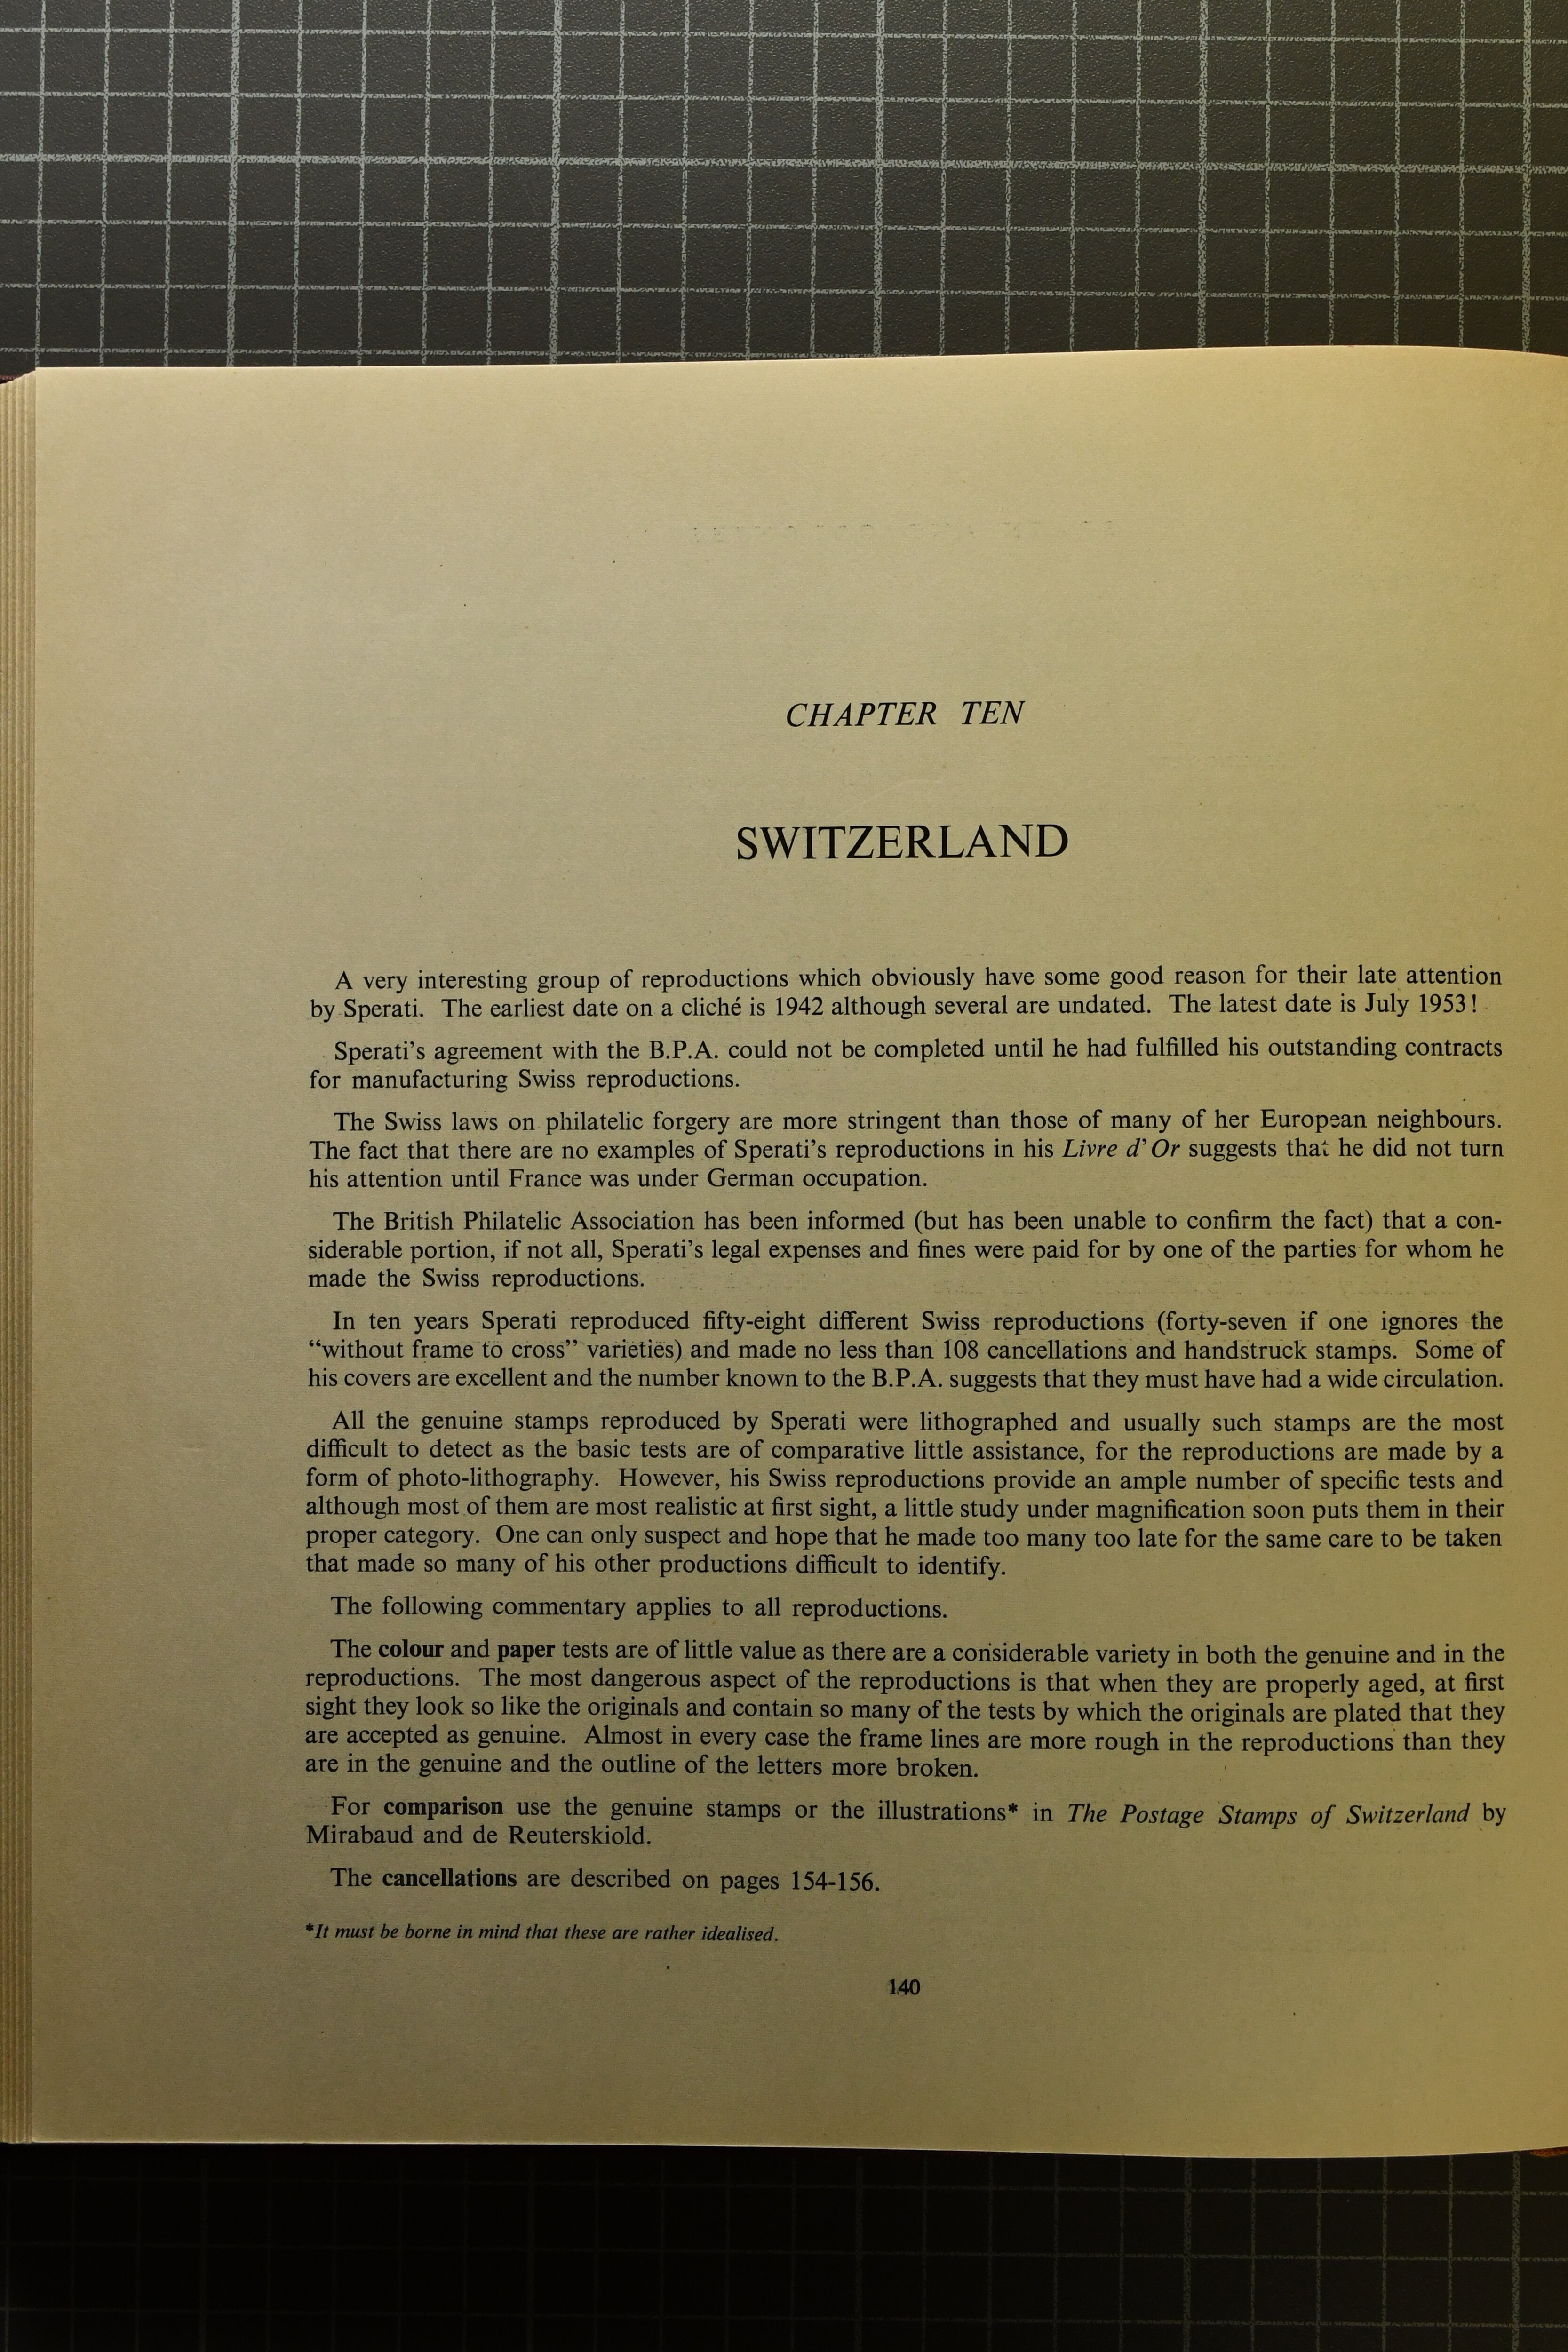 CHAPTER TEN
SWITZERLAND
A very interesting group of reproductions which obviously have some good reason for their late attention
by Sperati. The earliest date on a cliché is 1942 although several are undated. The latest date is July 1953!
Sperati's agreement with the B.P.A. could not be completed until he had fulfilled his outstanding contracts
for manufacturing Swiss reproductions.
The Swiss laws on philatelic forgery are more stringent than those of many of her European neighbours.
The fact that there are no examples of Sperati's reproductions in his Livre d'Or suggests that he did not turn
his attention until France was under German occupation.
The British Philatelic Association has been informed (but has been unable to confirm the fact) that a con-
siderable portion, if not all, Sperati's legal expenses and fines were paid for by one of the parties for whom he
made the Swiss reproductions.
In ten years Sperati reproduced fifty-eight different Swiss reproductions (forty-seven if one ignores the
“without frame to cross” varieties) and made no less than 108 cancellations and handstruck stamps. Some of
his covers are excellent and the number known to the B.P.A. suggests that they must have had a wide circulation.
All the genuine stamps reproduced by Sperati were lithographed and usually such stamps are the most
difficult to detect as the basic tests are of comparative little assistance, for the reproductions are made by a
form of photo-lithography. However, his Swiss reproductions provide an ample number of specific tests and
although most of them are most realistic at first sight, a little study under magnification soon puts them in their
proper category. One can only suspect and hope that he made too many too late for the same care to be taken
that made so many of his other productions difficult to identify.
The following commentary applies to all reproductions.
The colour and paper tests are of little value as there are a considerable variety in both the genuine and in the
reproductions. The most dangerous aspect of the reproductions is that when they are properly aged, at first
sight they look so like the originals and contain so many of the tests by which the originals are plated that they
are accepted as genuine. Almost in every case the frame lines are more rough in the reproductions than they
are in the genuine and the outline of the letters more broken.
For comparison use the genuine stamps or the illustrations* in The Postage Stamps of Switzerland by
Mirabaud and de Reuterskiold.
The cancellations are described on pages 154-156.
*It must be borne in mind that these are rather idealised.
140